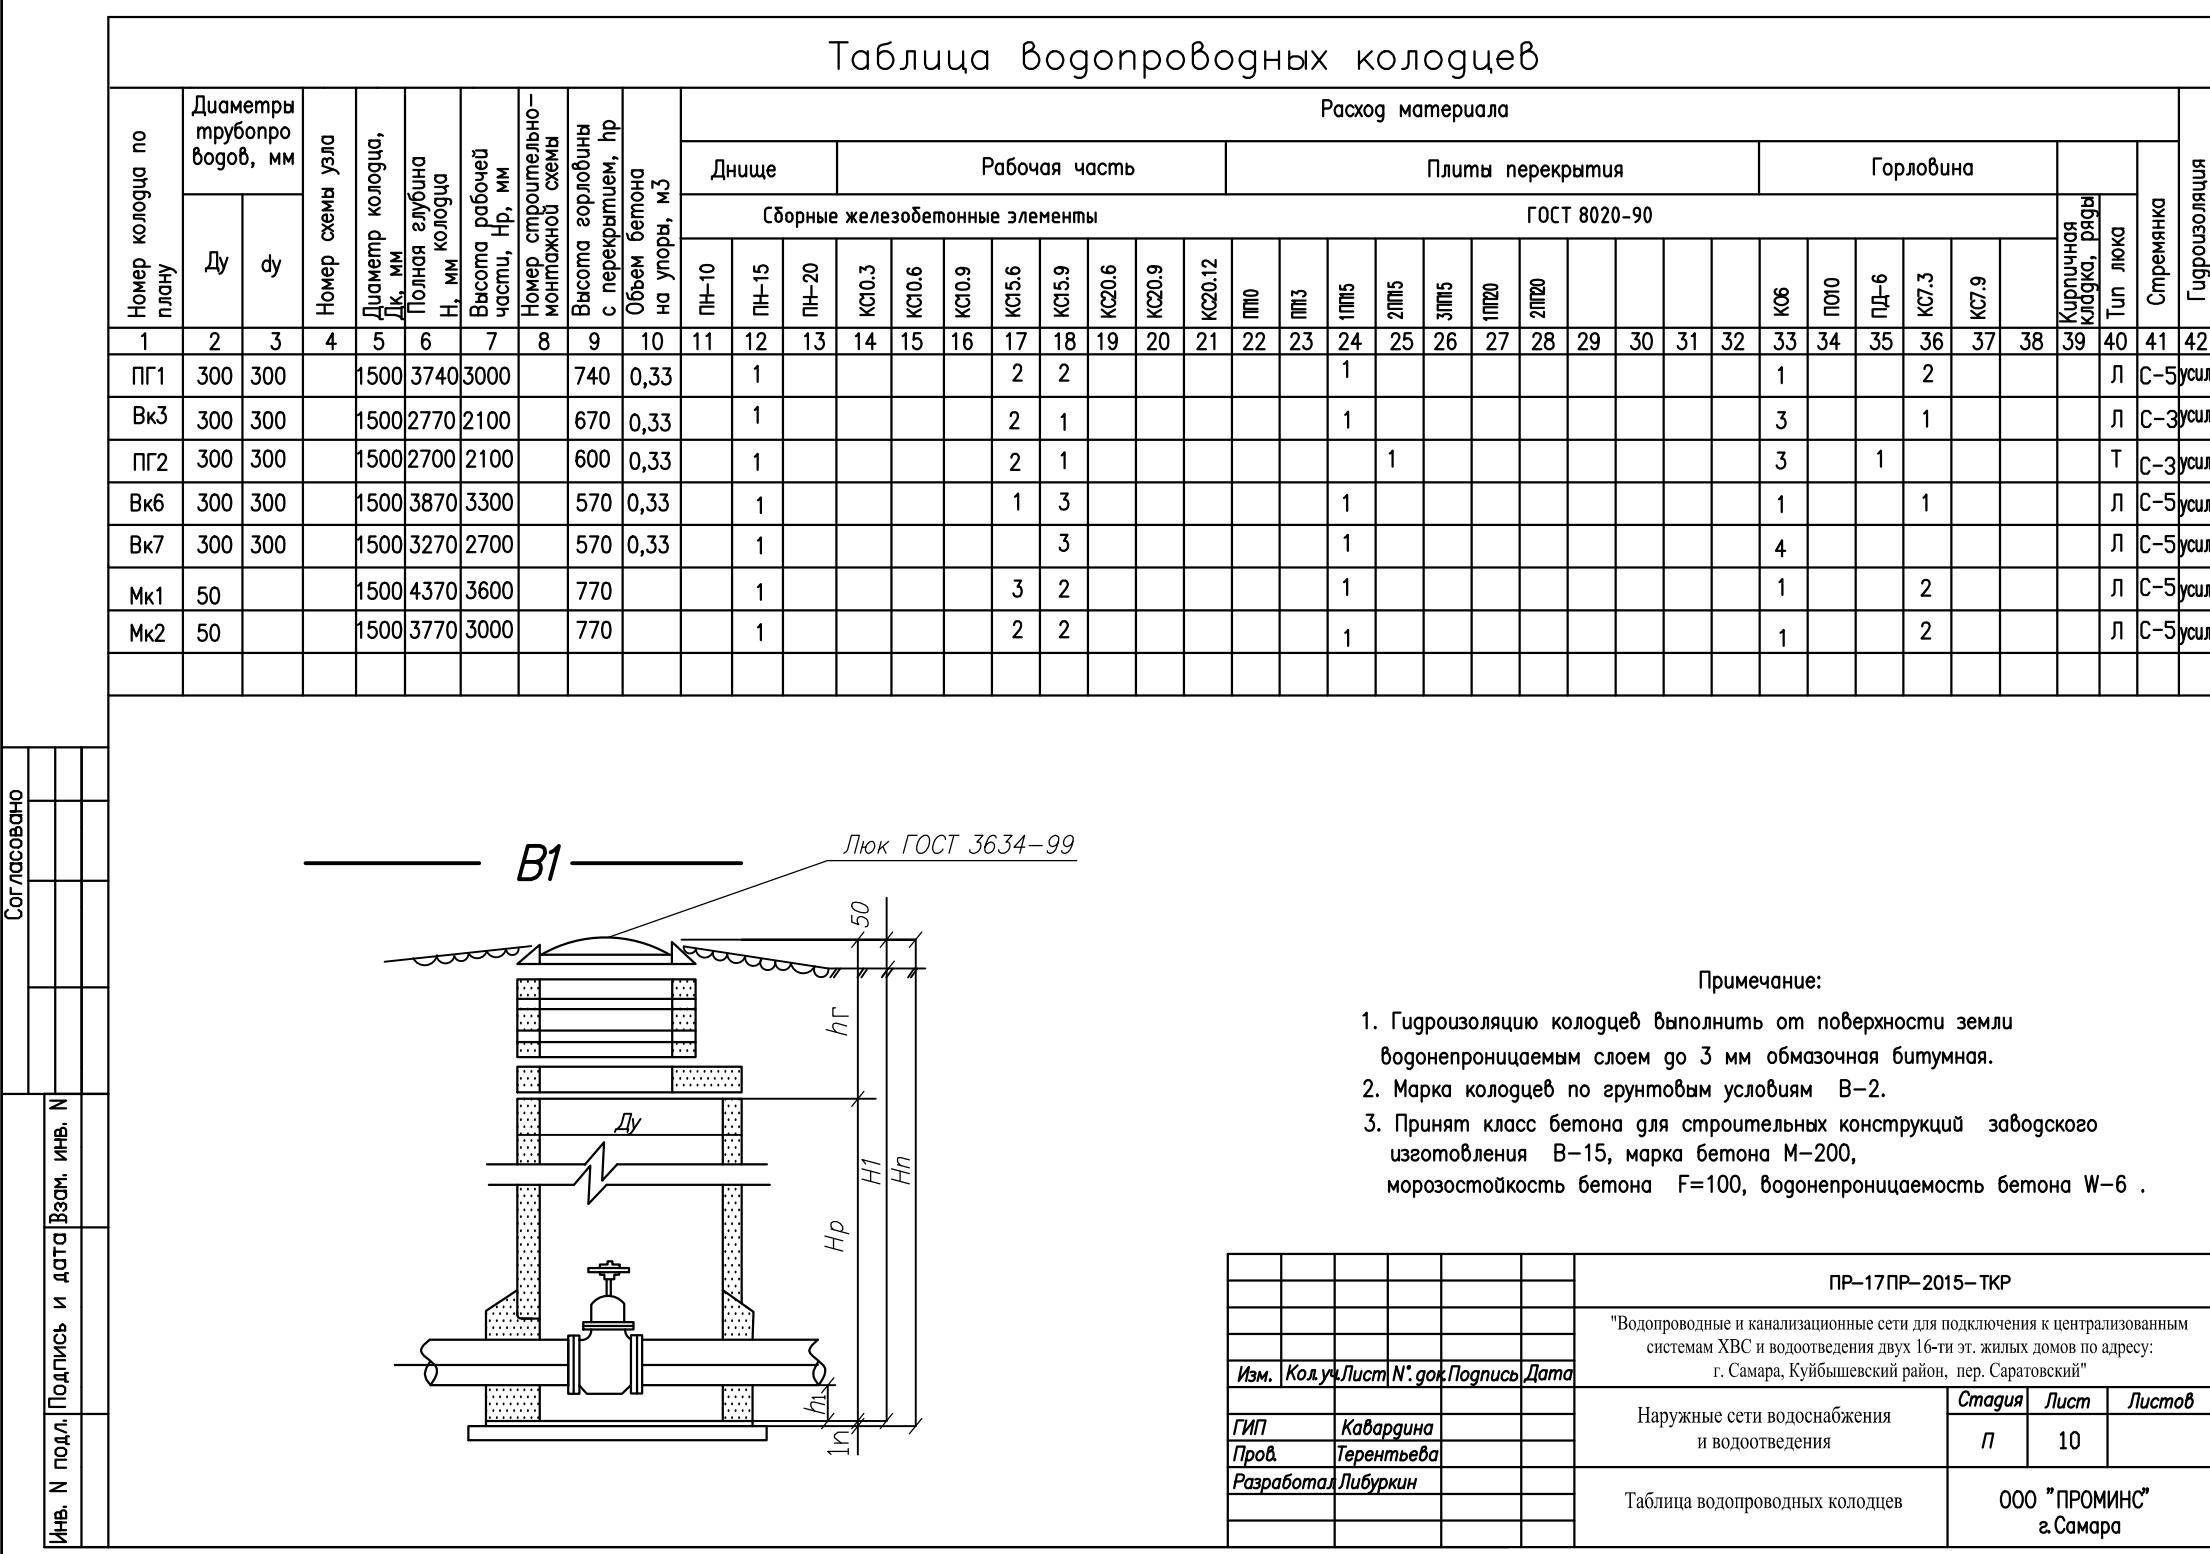 Таблица водопроводных колодцев
Номер колодца по плану
Диаметры
трубопро
водов, мм
Ду
dy
Номер схемы узла
Диаметр колодца, Дк, мм
Полная глубина колодца Н, мм
Высота рабочей части, Нр, мм
Номер строительно-монтажной схемы
Высота горловины с перекрытием, hр
Объем бетона на упоры, м3
Расход материала
Днище
Рабочая часть
Плиты перекрытия
Горловина
Сборные железобетонные элементы
ГОСТ 8020-90
ПН-10 ПН-15 ПН-20 КС10.3 КС10.6 КС10.9 КС15.6 КС15.9 КС20.6 КС20.9 КС20.12 ПП10 ПП13 1ПП15 2ПП15 3ПП15 1ПП20 2ПП20 КО6 ПО10 ПД-6 КС7.3 КС7.9
Кирпичная кладка, ряды
Тип люка
Стремянка
Гидроизоляция
1 2 3 4 5 6 7 8 9 10 11 12 13 14 15 16 17 18 19 20 21 22 23 24 25 26 27 28 29 30 31 32 33 34 35 36 37 38 39 40 41 42
ПГ1 300 300 1500 3740 3000 740 0,33 1 2 2 1 1 2 Л С-5 усил
Вк3 300 300 1500 2770 2100 670 0,33 1 2 1 1 3 1 Л С-3 усил
ПГ2 300 300 1500 2700 2100 600 0,33 1 2 1 1 3 1 Т С-3 усил
Вк6 300 300 1500 3870 3300 570 0,33 1 1 3 1 1 1 Л С-5 усил
Вк7 300 300 1500 3270 2700 570 0,33 1 3 1 4 Л С-5 усил
Мк1 50 1500 4370 3600 770 1 3 2 1 1 2 Л С-5 усил
Мк2 50 1500 3770 3000 770 1 2 2 1 1 2 Л С-5 усил
Согласовано
Взам. инв. N
Подпись и дата
Инв. N подл.
В1
Люк ГОСТ 3634-99
50
hг
Ду
Н1
Нп
Нр
h1
1п
Примечание:
1. Гидроизоляцию колодцев выполнить от поверхности земли
водонепроницаемым слоем до 3 мм обмазочная битумная.
2. Марка колодцев по грунтовым условиям В-2.
3. Принят класс бетона для строительных конструкций заводского
изготовления В-15, марка бетона М-200,
морозостойкость бетона F=100, водонепроницаемость бетона W-6 .
ПР-17ПР-2015-ТКР
"Водопроводные и канализационные сети для подключения к централизованным
системам ХВС и водоотведения двух 16-ти эт. жилых домов по адресу:
г. Самара, Куйбышевский район, пер. Саратовский"
Изм. Кол.уч Лист N°. док Подпись Дата
ГИП Кавардина
Пров. Терентьева
Разработал Либуркин
Наружные сети водоснабжения
и водоотведения
Стадия Лист Листов
П 10
Таблица водопроводных колодцев
ООО "ПРОМИНС"
г.Самара